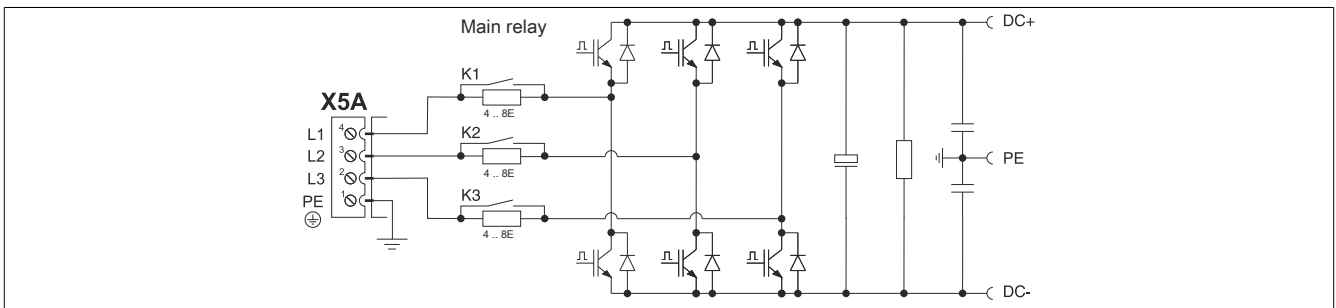 Main relay
DC+
K1
X5A
4 .. 8E
L1
4
K2
L2
3
PE
4 .. 8E
L3
2
K3
PE
1
4 .. 8E
DC-